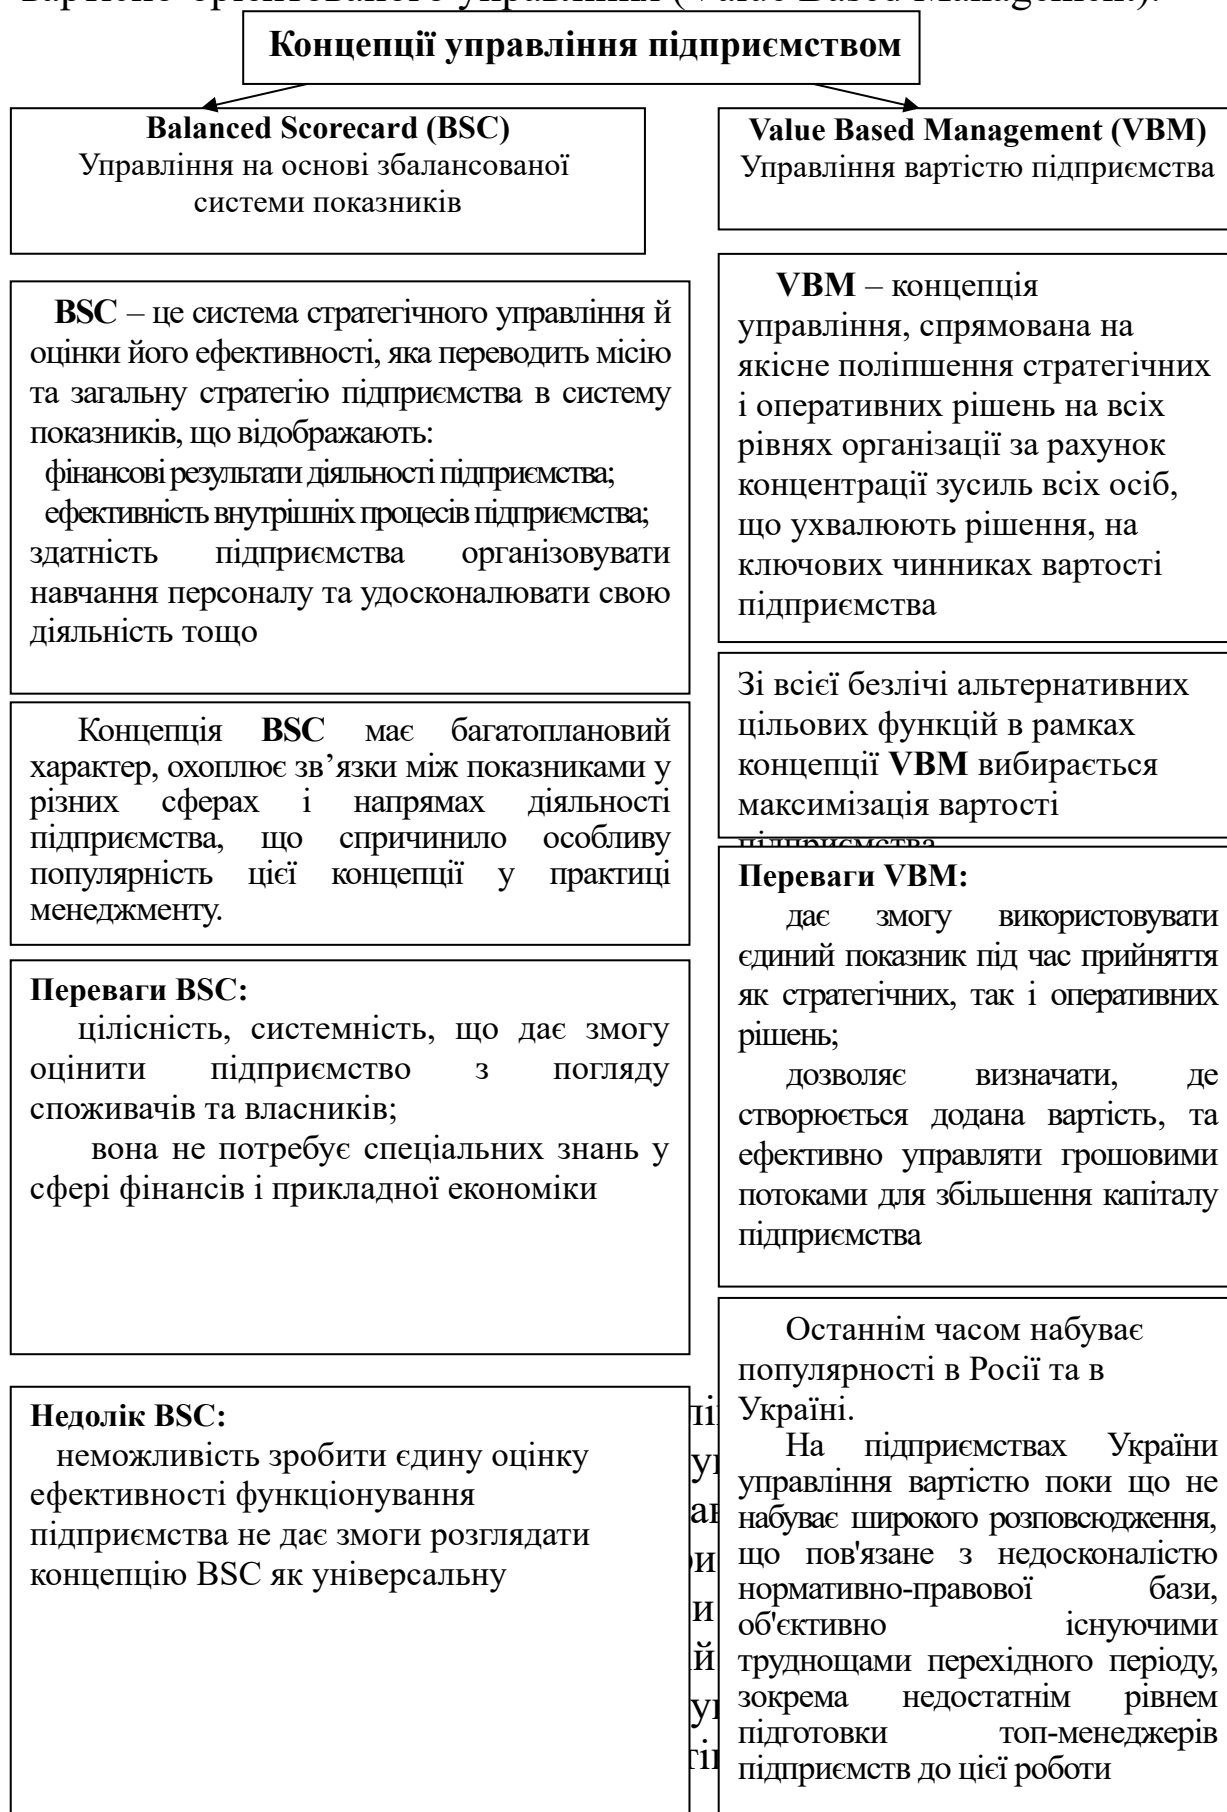 (Value Based Management).
Концепції управління підприємством
Balanced Scorecard (BSC)
Управління на основі збалансованої
системи показників
BSC – це система стратегічного управління й
оцінки його ефективності, яка переводить місію
та загальну стратегію підприємства в систему
показників, що відображають:
фінансові результати діяльності підприємства;
ефективність внутрішніх процесів підприємства;
здатність підприємства організовувати
навчання персоналу та удосконалювати свою
діяльність тощо
Концепція BSC має багатоплановий
характер, охоплює зв’язки між показниками у
різних сферах і напрямах діяльності
підприємства, що спричинило особливу
популярність цієї концепції у практиці
менеджменту.
Переваги BSC:
цілісність, системність, що дає змогу
оцінити підприємство з погляду
споживачів та власників;
вона не потребує спеціальних знань у
сфері фінансів і прикладної економіки
Недолік BSC:
неможливість зробити єдину оцінку
ефективності функціонування
підприємства не дає змоги розглядати
концепцію BSC як універсальну
Value Based Management (VBM)
Управління вартістю підприємства
VBM – концепція
управління, спрямована на
якісне поліпшення стратегічних
і оперативних рішень на всіх
рівнях організації за рахунок
концентрації зусиль всіх осіб,
що ухвалюють рішення, на
ключових чинниках вартості
підприємства
Зі всієї безлічі альтернативних
цільових функцій в рамках
концепції VBM вибирається
максимізація вартості
підприємства
Переваги VBM:
дає змогу використовувати
єдиний показник під час прийняття
як стратегічних, так і оперативних
рішень;
дозволяє визначати, де
створюється додана вартість, та
ефективно управляти грошовими
потоками для збільшення капіталу
підприємства
Останнім часом набуває
популярності в Росії та в
Україні.
На підприємствах України
управління вартістю поки що не
набуває широкого розповсюдження,
що пов'язане з недосконалістю
нормативно-правової бази,
об'єктивно існуючими
труднощами перехідного періоду,
зокрема недостатнім рівнем
підготовки топ-менеджерів
підприємств до цієї роботи